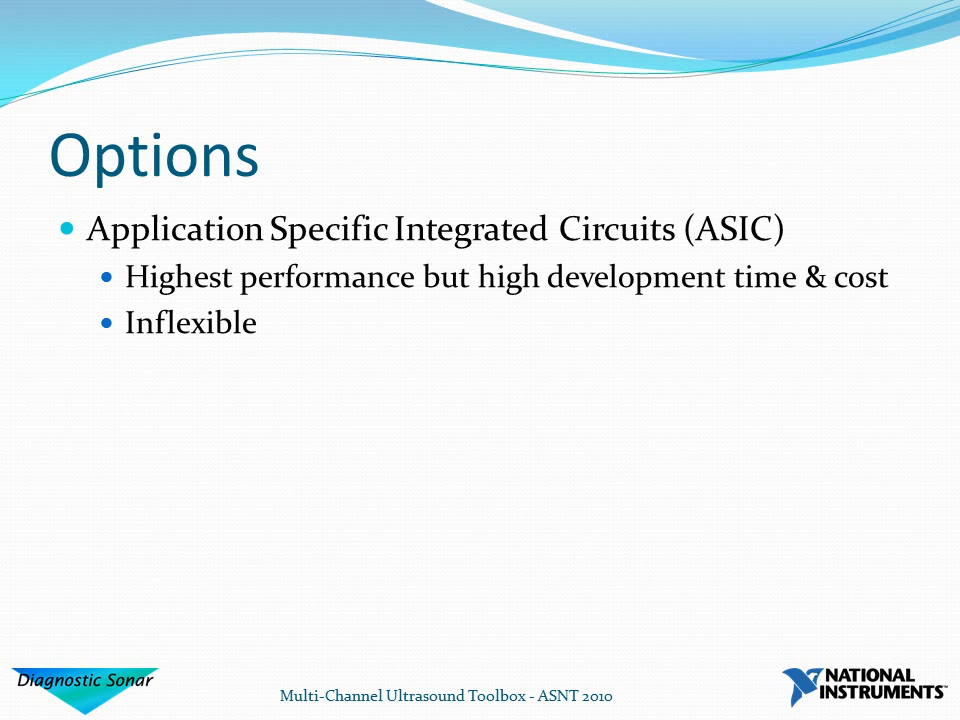 Options
Application Specific Integrated Circuits (ASIC)
Highest performance but high development time & cost
Inflexible
Diagnostic Sonar
Multi-Channel Ultrasound Toolbox - ASNT 2010
NATIONAL
INSTRUMENTS™